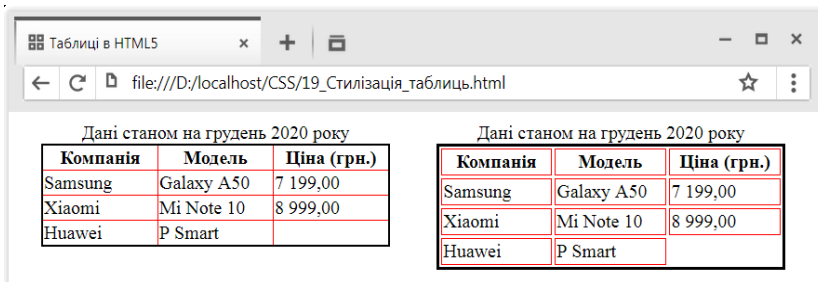 Таблиці в HTML5
file:///D:/localhost/CSS/19_Стилізація_таблиць.html
Дані станом на грудень 2020 року
Компанія Модель Ціна (грн.)
Samsung Galaxy A50 7 199,00
Xiaomi Mi Note 10 8 999,00
Huawei P Smart
Дані станом на грудень 2020 року
Компанія Модель Ціна (грн.)
Samsung Galaxy A50 7 199,00
Xiaomi Mi Note 10 8 999,00
Huawei P Smart